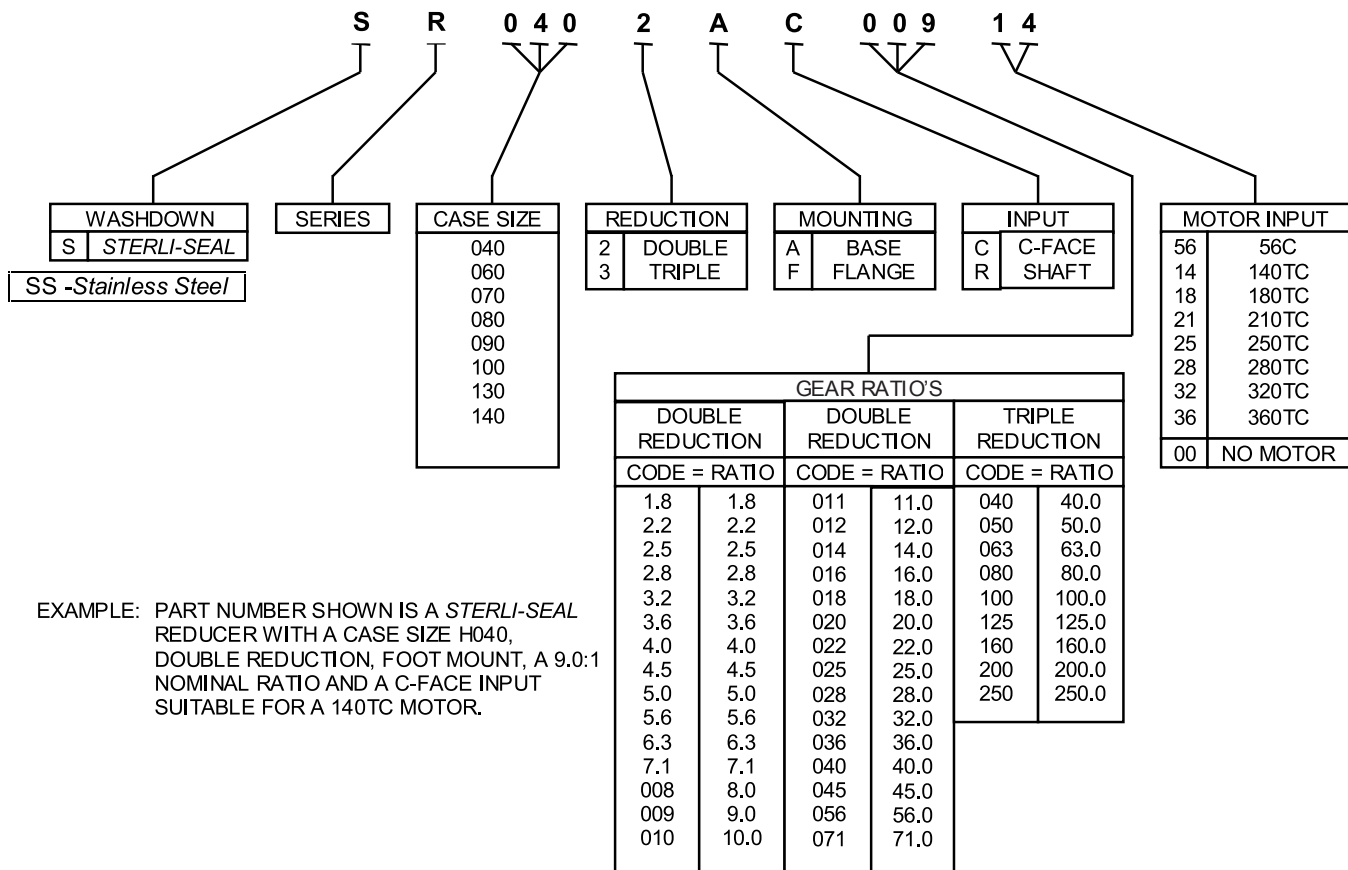 S R 0 4 0 2 A C 0 0 9 1 4
WASHDOWN
S STERLI-SEAL
SS -Stainless Steel
SERIES
CASE SIZE
040
060
070
080
090
100
130
140
REDUCTION
2 DOUBLE
3 TRIPLE
MOUNTING
A BASE
F FLANGE
INPUT
C C-FACE
R SHAFT
MOTOR INPUT
56 56C
14 140TC
18 180TC
21 210TC
25 250TC
28 280TC
32 320TC
36 360TC
00 NO MOTOR
GEAR RATIO'S
DOUBLE
REDUCTION
CODE = RATIO
1.8 1.8
2.2 2.2
2.5 2.5
2.8 2.8
3.2 3.2
3.6 3.6
4.0 4.0
4.5 4.5
5.0 5.0
5.6 5.6
6.3 6.3
7.1 7.1
008 8.0
009 9.0
010 10.0
DOUBLE
REDUCTION
CODE = RATIO
011 11.0
012 12.0
014 14.0
016 16.0
018 18.0
020 20.0
022 22.0
025 25.0
028 28.0
032 32.0
036 36.0
040 40.0
045 45.0
056 56.0
071 71.0
TRIPLE
REDUCTION
CODE = RATIO
040 40.0
050 50.0
063 63.0
080 80.0
100 100.0
125 125.0
160 160.0
200 200.0
250 250.0
EXAMPLE: PART NUMBER SHOWN IS A STERLI-SEAL
REDUCER WITH A CASE SIZE H040,
DOUBLE REDUCTION, FOOT MOUNT, A 9.0:1
NOMINAL RATIO AND A C-FACE INPUT
SUITABLE FOR A 140TC MOTOR.